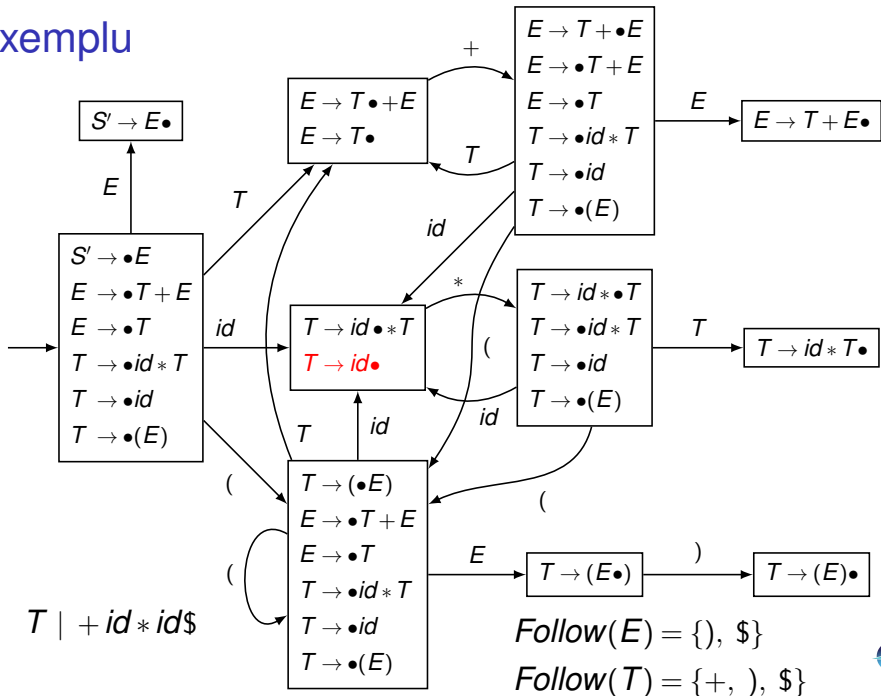 xemplu
S′ → E●
E
S′ → ●E
E → ●T + E
E → ●T
T → ●id ∗ T
T → ●id
T → ●(E)
T
id
(
E → T● + E
E → T●
+
T
E → T + ●E
E → ●T + E
E → ●T
T → ●id ∗ T
T → ●id
T → ●(E)
E
E → T + E●
id
(
T → id● ∗ T
T → id●
∗
id
T → id ∗ ●T
T → ●id ∗ T
T → ●id
T → ●(E)
T
T → id ∗ T●
(
T
id
(
T → (●E)
E → ●T + E
E → ●T
T → ●id ∗ T
T → ●id
T → ●(E)
E
T → (E●)
)
T → (E)●
T | + id ∗ id$
Follow(E) = {), $}
Follow(T) = {+, ), $}